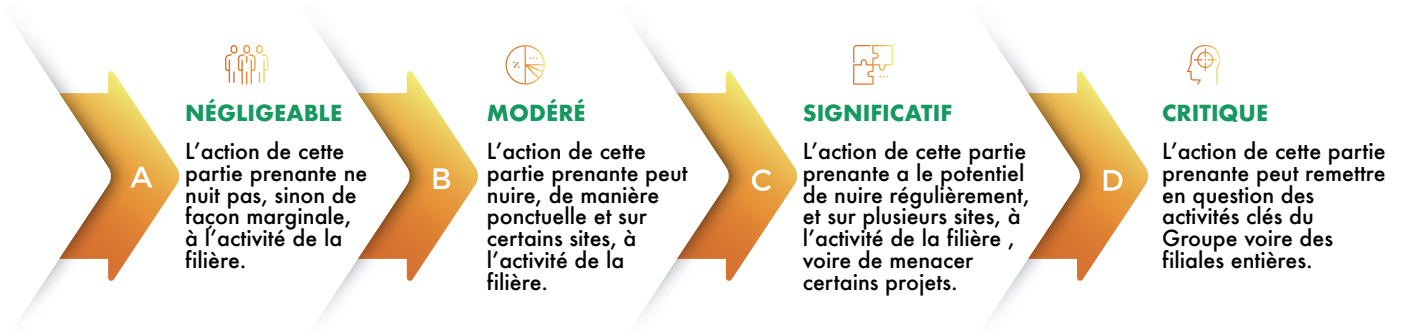 A
NÉGLIGEABLE
L’action de cette
partie prenante ne
nuit pas, sinon de
façon marginale,
à l’activité de la
filière.
B
MODÉRÉ
L’action de cette
partie prenante peut
nuire, de manière
ponctuelle et sur
certains sites, à
l’activité de la
filière.
C
SIGNIFICATIF
L’action de cette partie
prenante a le potentiel
de nuire régulièrement,
et sur plusieurs sites, à
l’activité de la filière ,
voire de menacer
certains projets.
D
CRITIQUE
L’action de cette partie
prenante peut remettre
en question des
activités clés du
Groupe voire des
filiales entières.